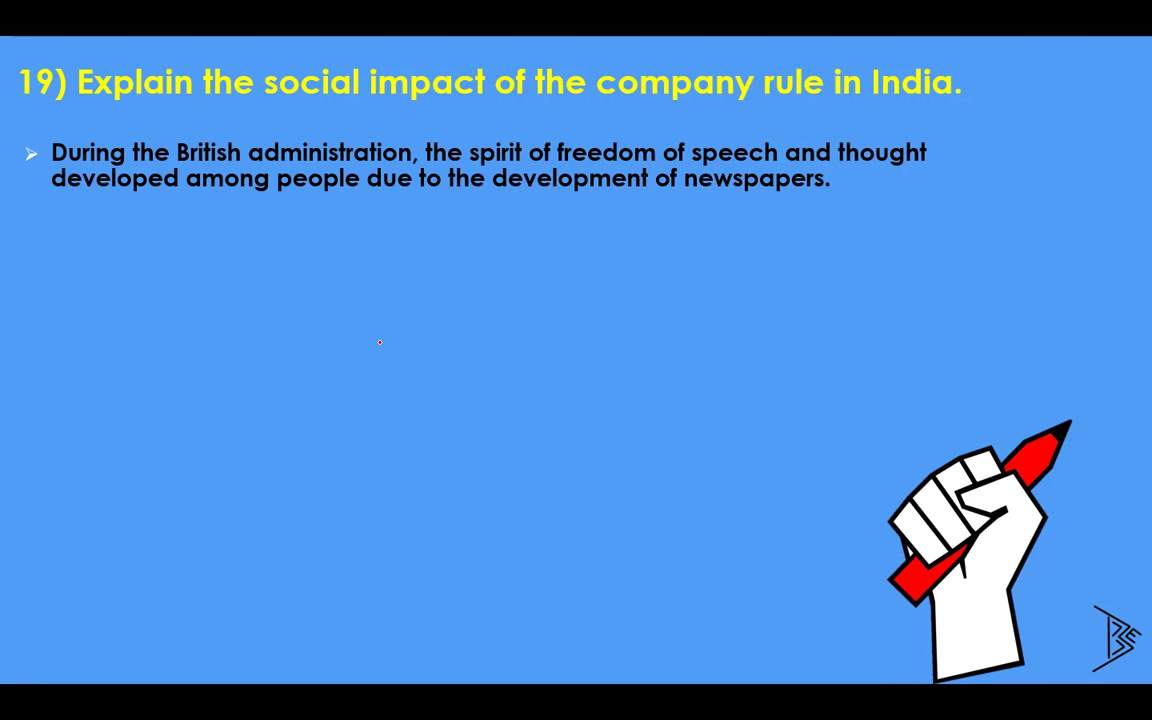 19) Explain the social impact of the company rule in India.
During the British administration, the spirit of freedom of speech and thought
developed among people due to the development of newspapers.